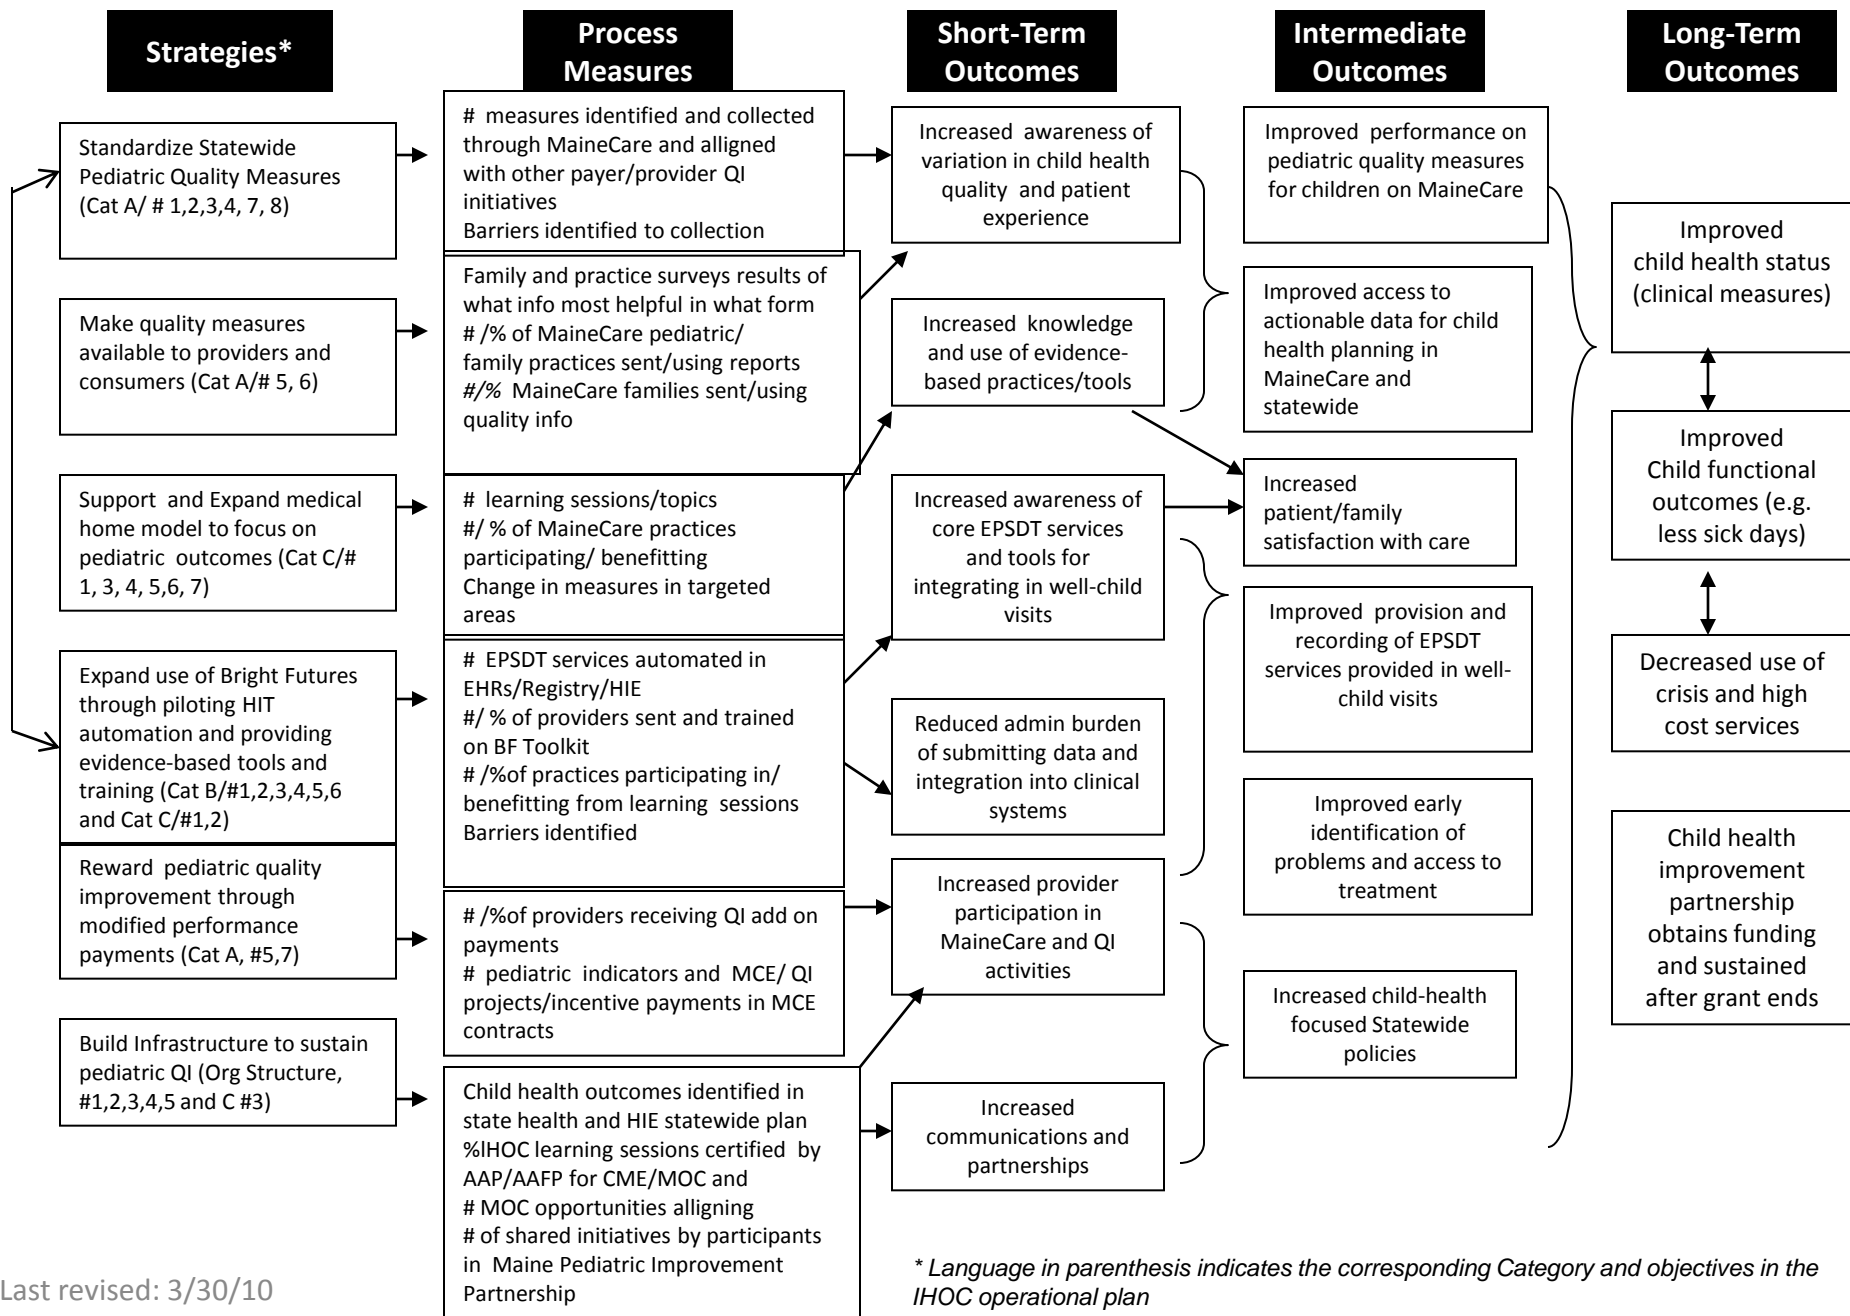 Strategies*
Process
Measures
Short-Term
Outcomes
Intermediate
Outcomes
Long-Term
Outcomes
Standardize Statewide
Pediatric Quality Measures
(Cat A/ # 1,2,3,4, 7, 8)
Make quality measures
available to providers and
consumers (Cat A/# 5, 6)
Support and Expand medical
home model to focus on
pediatric outcomes (Cat C/#
1, 3, 4, 5,6, 7)
Expand use of Bright Futures
through piloting HIT
automation and providing
evidence-based tools and
training (Cat B/#1,2,3,4,5,6
and Cat C/#1,2)
Reward pediatric quality
improvement through
modified performance
payments (Cat A, #5,7)
Build Infrastructure to sustain
pediatric QI (Org Structure,
#1,2,3,4,5 and C #3)
# measures identified and collected
through MaineCare and aligned
with other payer/provider QI
initiatives
Barriers identified to collection
Family and practice surveys results of
what info most helpful in what form
# /% of MaineCare pediatric/
family practices sent/using reports
#/% MaineCare families sent/using
quality info
# learning sessions/topics
#/ % of MaineCare practices
participating/ benefitting
Change in measures in targeted
areas
# EPSDT services automated in
EHRs/Registry/HIE
#/ % of providers sent and trained
on BF Toolkit
# /%of practices participating in/
benefitting from learning sessions
Barriers identified
# /%of providers receiving QI add on
payments
# pediatric indicators and MCE/ QI
projects/incentive payments in MCE
contracts
Child health outcomes identified in
state health and HIE statewide plan
%IHOC learning sessions certified by
AAP/AAFP for CME/MOC and
# MOC opportunities alligning
# of shared initiatives by participants
in Maine Pediatric Improvement
Partnership
Increased awareness of
variation in child health
quality and patient
experience
Increased knowledge
and use of evidence-
based practices/tools
Increased awareness of
core EPSDT services
and tools for
integrating in well-child
visits
Reduced admin burden
of submitting data and
integration into clinical
systems
Increased provider
participation in
MaineCare and QI
activities
Increased
communications and
partnerships
Improved performance on
pediatric quality measures
for children on MaineCare
Improved access to
actionable data for child
health planning in
MaineCare and
statewide
Increased
patient/family
satisfaction with care
Improved provision and
recording of EPSDT
services provided in well-
child visits
Improved early
identification of
problems and access to
treatment
Increased child-health
focused Statewide
policies
Improved
child health status
(clinical measures)
Improved
Child functional
outcomes (e.g.
less sick days)
Decreased use of
crisis and high
cost services
Child health
improvement
partnership
obtains funding
and sustained
after grant ends
Last revised: 3/30/10
* Language in parenthesis indicates the corresponding Category and objectives in the
IHOC operational plan